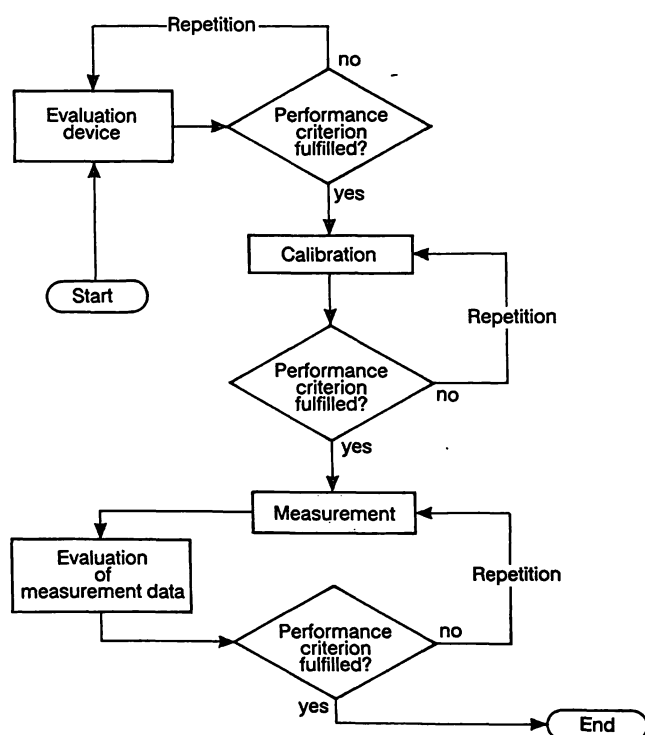 Repetition
no
Evaluation
device
Performance
criterion
fulfilled?
yes
Start
Calibration
Repetition
Performance
criterion
fulfilled?
no
yes
Measurement
Evaluation
of
measurement data
Repetition
Performance
criterion
fulfilled?
no
yes
End